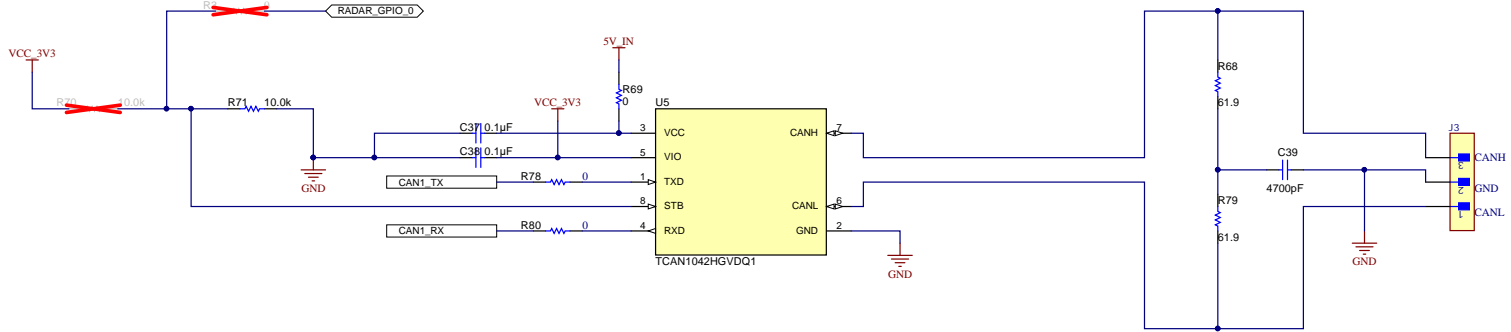 RADAR_GPIO_0
VCC_3V3
R70 10.0k
R71 10.0k
GND
5V_IN
R69
0
VCC_3V3
C37 0.1µF
C38 0.1µF
CAN1_TX
R78 0
CAN1_RX
R80 0
U5
3 VCC
5 VIO
1 TXD
8 STB
4 RXD
CANH 7
CANL 6
GND 2
TCAN1042HGVDQ1
GND
R68
61.9
R79
61.9
C39
4700pF
GND
J3
3 CANH
2 GND
1 CANL